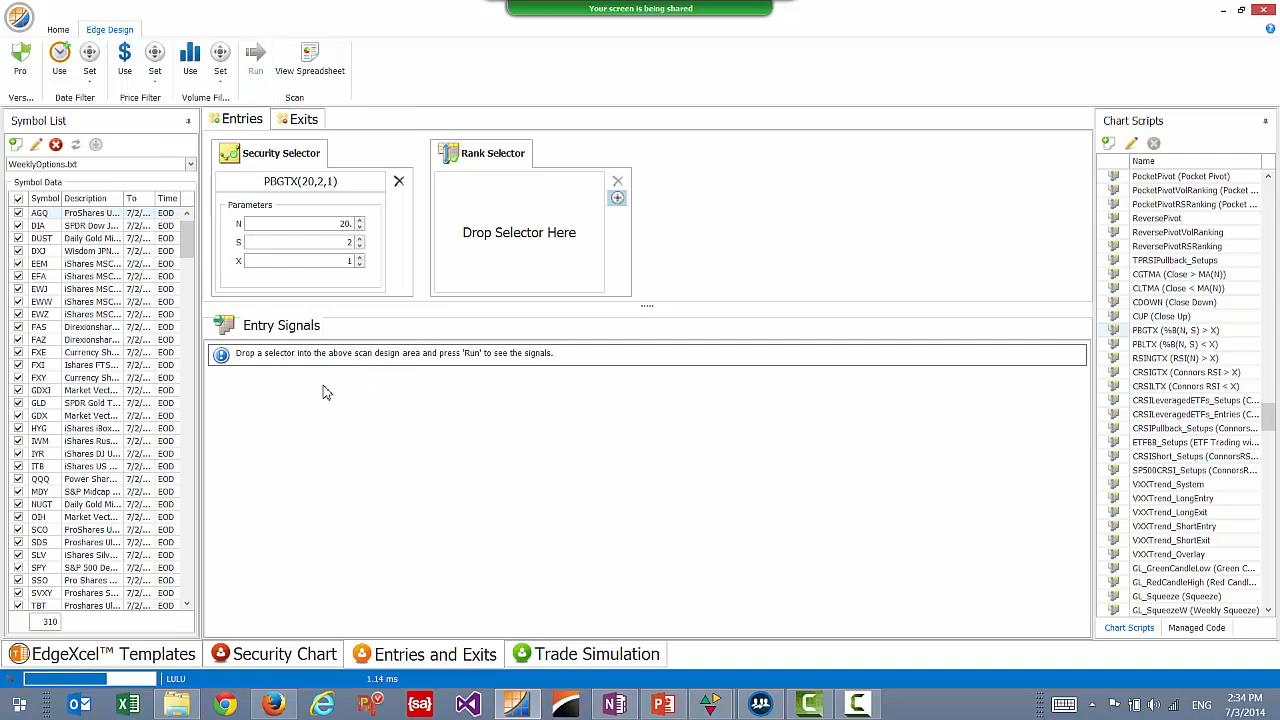 Your screen is being shared
Home Edge Design
Pro Use Set Use Set Use Set Run View Spreadsheet
Vers... Date Filter Price Filter Volume Fil... Scan
Symbol List
WeeklyOptions.txt
Symbol Data
Symbol Description To Time
AGQ ProShares U... 7/2/... EOD
DIA SPDR Dow J... 7/2/... EOD
DUST Daily Gold Mi... 7/2/... EOD
DXJ Wisdom JPN... 7/2/... EOD
EEM iShares MSC... 7/2/... EOD
EFA iShares MSC... 7/2/... EOD
EWJ iShares MSC... 7/2/... EOD
EWW iShares MSC... 7/2/... EOD
EWZ iShares MSC... 7/2/... EOD
FAS Direxionshar... 7/2/... EOD
FAZ Direxionshar... 7/2/... EOD
FXE Currency Sh... 7/2/... EOD
FXI Ishares FTS... 7/2/... EOD
FXY Currency Sh... 7/2/... EOD
GDXJ Market Vect... 7/2/... EOD
GLD SPDR Gold T... 7/2/... EOD
GDX Market Vect... 7/2/... EOD
HYG iShares iBox... 7/2/... EOD
IWM iShares Rus... 7/2/... EOD
IYR iShares DJ U... 7/2/... EOD
ITB iShares US ... 7/2/... EOD
QQQ Power Shar... 7/2/... EOD
MDY S&P Midcap ... 7/2/... EOD
NUGT Daily Gold Mi... 7/2/... EOD
OIH Market Vect... 7/2/... EOD
SCO ProShares U... 7/2/... EOD
SDS Proshares Ul... 7/2/... EOD
SLV iShares Silv... 7/2/... EOD
SPY S&P 500 De... 7/2/... EOD
SSO Pro Shares ... 7/2/... EOD
SVXY Proshares S... 7/2/... EOD
TBT Proshares Ul... 7/2/... EOD
310
Entries Exits
Security Selector
PBGTX(20,2,1)
Parameters
N 20.
S 2
X 1
Rank Selector
Drop Selector Here
Entry Signals
Drop a selector into the above scan design area and press 'Run' to see the signals.
Chart Scripts
Name
PocketPivot (Pocket Pivot)
PocketPivotVolRanking (Pocket ...
PocketPivotRSRanking (Pocket ...
ReversePivot
ReversePivotVolRanking
ReversePivotRSRanking
TPRSIPullback_Setups
CGTMA (Close > MA(N))
CLTMA (Close < MA(N))
CDOWN (Close Down)
CUP (Close Up)
PBGTX (%B(N, S) > X)
PBLTX (%B(N, S) < X)
RSINGTX (RSI(N) > X)
CRSIGTX (Connors RSI > X)
CRSILTX (Connors RSI < X)
CRSILeveragedETFs_Setups (C...
CRSILeveragedETFs_Entries (C...
CRSIPullback_Setups (Connors...
ETFBB_Setups (ETF Trading wi...
CRSIShort_Setups (ConnorsRS...
SP500CRSI_Setups (ConnorsR...
VXXTrend_System
VXXTrend_LongEntry
VXXTrend_LongExit
VXXTrend_ShortEntry
VXXTrend_ShortExit
VXXTrend_Overlay
GL_GreenCandleLow (Green C...
GL_RedCandleHigh (Red Candl...
GL_Squeeze (Squeeze)
GL_SqueezeW (Weekly Squeeze)
Chart Scripts Managed Code
EdgeXcel™ Templates Security Chart Entries and Exits Trade Simulation
LULU 1.14 ms
ENG
2:34 PM
7/3/2014